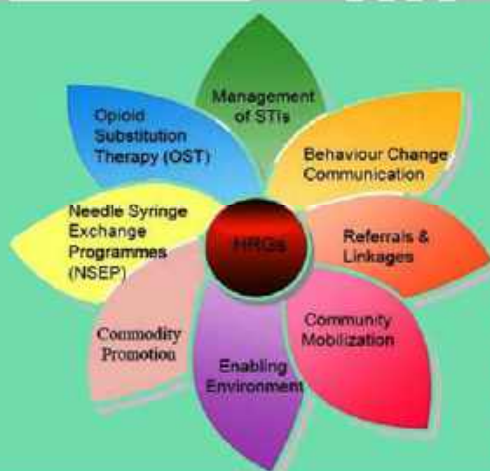 Management
of STIs
Behaviour Change
Communication
Referrals &
Linkages
Community
Mobilization
Enabling
Environment
Commodity
Promotion
Needle Syringe
Exchange
Programmes
(NSEP)
Opioid
Substitution
Therapy (OST)
HRGs